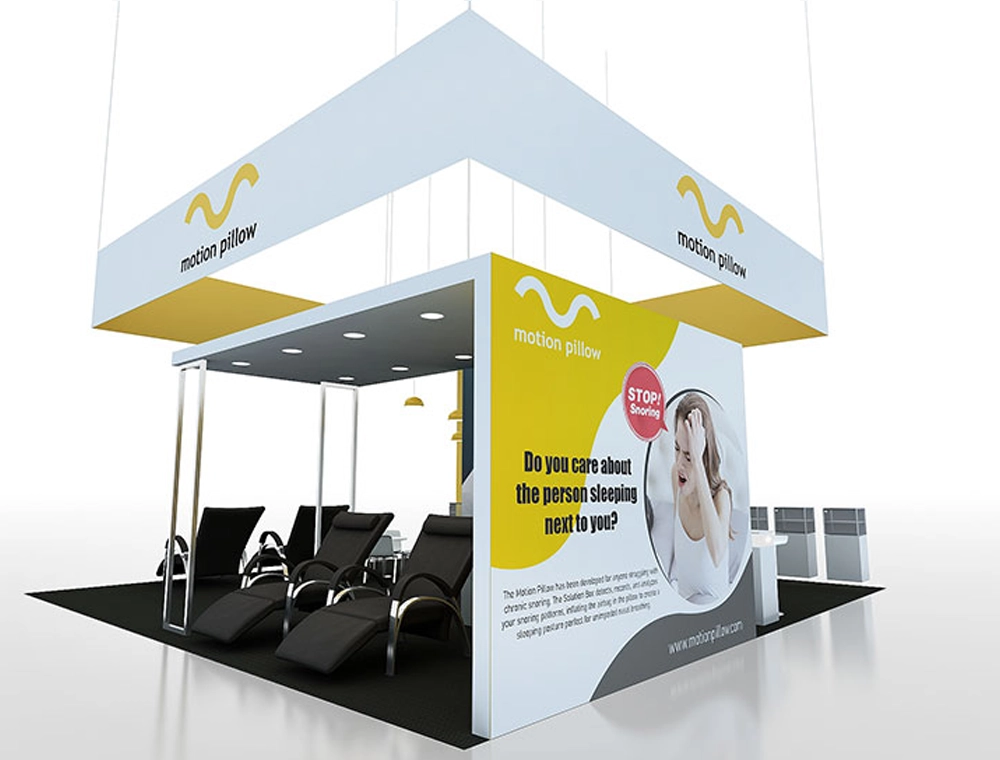 motion pillow
motion pillow
motion pillow
STOP!
Snoring
Do you care about
the person sleeping
next to you?
The Motion Pillow has been developed for anyone struggling with
chronic snoring. The Solution Box detects, records, and analyzes
your snoring patterns, inflating the airbag in the pillow to create a
sleeping posture perfect for unimpeded nasal breathing.
www.motionpillow.com